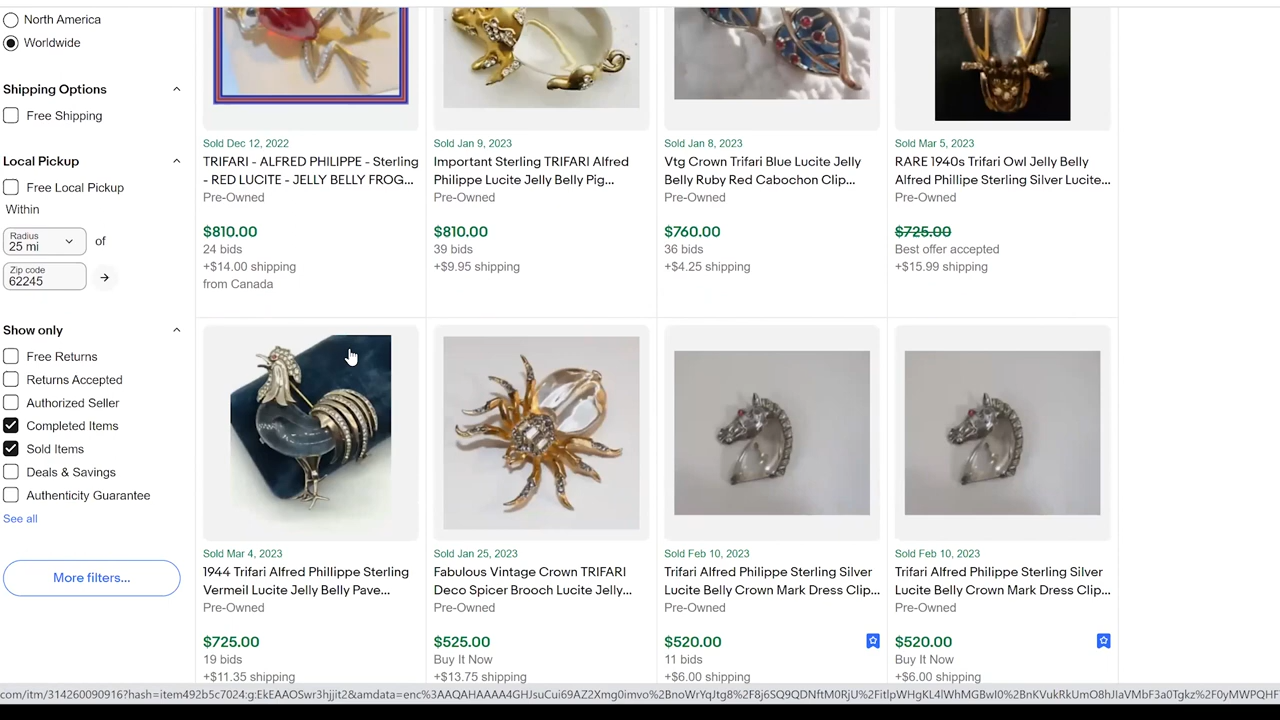 North America
Worldwide
Shipping Options
Free Shipping
Local Pickup
Free Local Pickup
Within
Radius
25 mi
of
Zip code
62245
Show only
Free Returns
Returns Accepted
Authorized Seller
Completed Items
Sold Items
Deals & Savings
Authenticity Guarantee
See all
More filters...
Sold Dec 12, 2022
TRIFARI - ALFRED PHILIPPE - Sterling
- RED LUCITE - JELLY BELLY FROG...
Pre-Owned
$810.00
24 bids
+$14.00 shipping
from Canada
Sold Jan 9, 2023
Important Sterling TRIFARI Alfred
Philippe Lucite Jelly Belly Pig...
Pre-Owned
$810.00
39 bids
+$9.95 shipping
Sold Jan 8, 2023
Vtg Crown Trifari Blue Lucite Jelly
Belly Ruby Red Cabochon Clip...
Pre-Owned
$760.00
36 bids
+$4.25 shipping
Sold Mar 5, 2023
RARE 1940s Trifari Owl Jelly Belly
Alfred Phillipe Sterling Silver Lucite...
Pre-Owned
$725.00
Best offer accepted
+$15.99 shipping
Sold Mar 4, 2023
1944 Trifari Alfred Phillippe Sterling
Vermeil Lucite Jelly Belly Pave...
Pre-Owned
$725.00
19 bids
+$11.35 shipping
Sold Jan 25, 2023
Fabulous Vintage Crown TRIFARI
Deco Spicer Brooch Lucite Jelly...
Pre-Owned
$525.00
Buy It Now
+$13.75 shipping
Sold Feb 10, 2023
Trifari Alfred Philippe Sterling Silver
Lucite Belly Crown Mark Dress Clip...
Pre-Owned
$520.00
11 bids
+$6.00 shipping
Sold Feb 10, 2023
Trifari Alfred Philippe Sterling Silver
Lucite Belly Crown Mark Dress Clip...
Pre-Owned
$520.00
Buy It Now
+$6.00 shipping